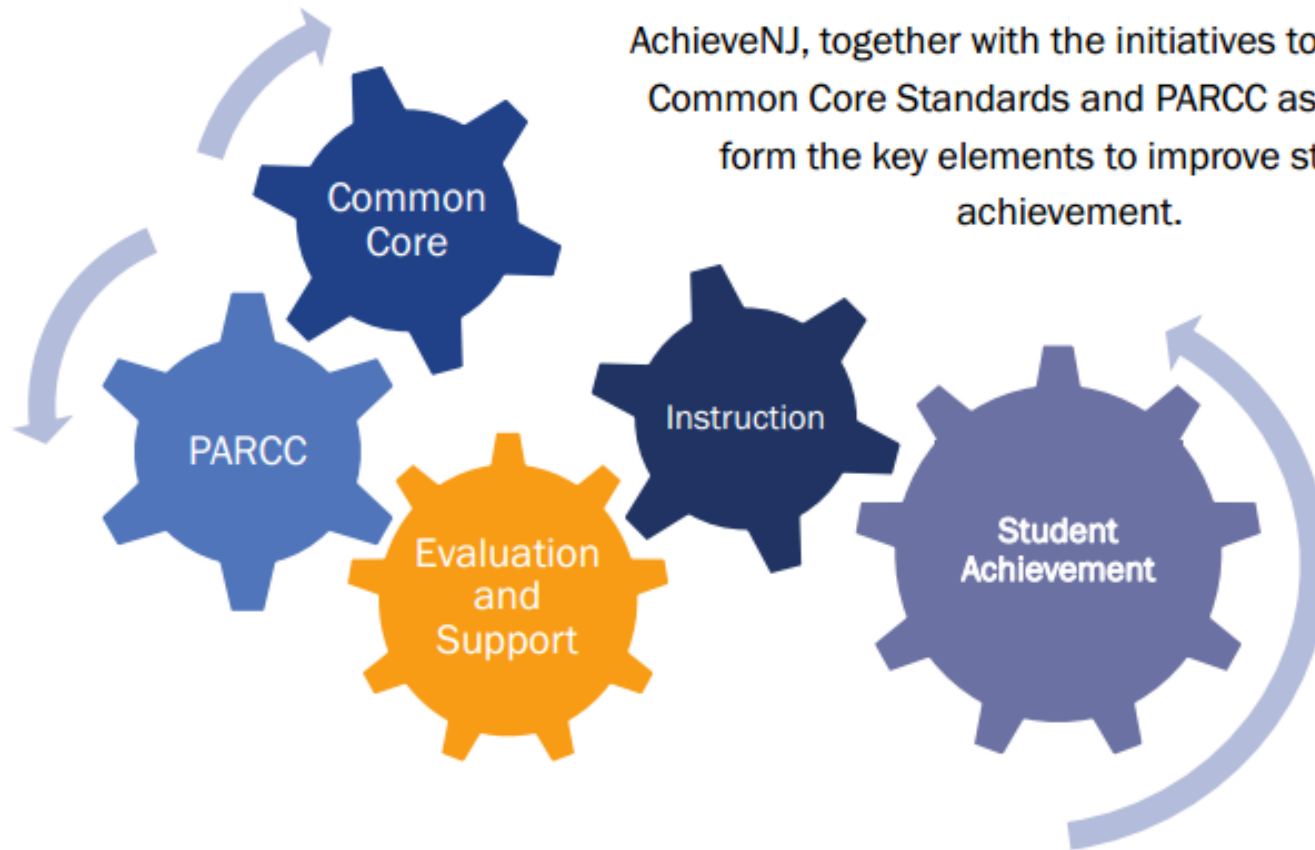 AchieveNJ, together with the initiatives to
Common Core Standards and PARCC as
form the key elements to improve st
achievement.
Common
Core
Instruction
PARCC
Student
Achievement
Evaluation
and
Support